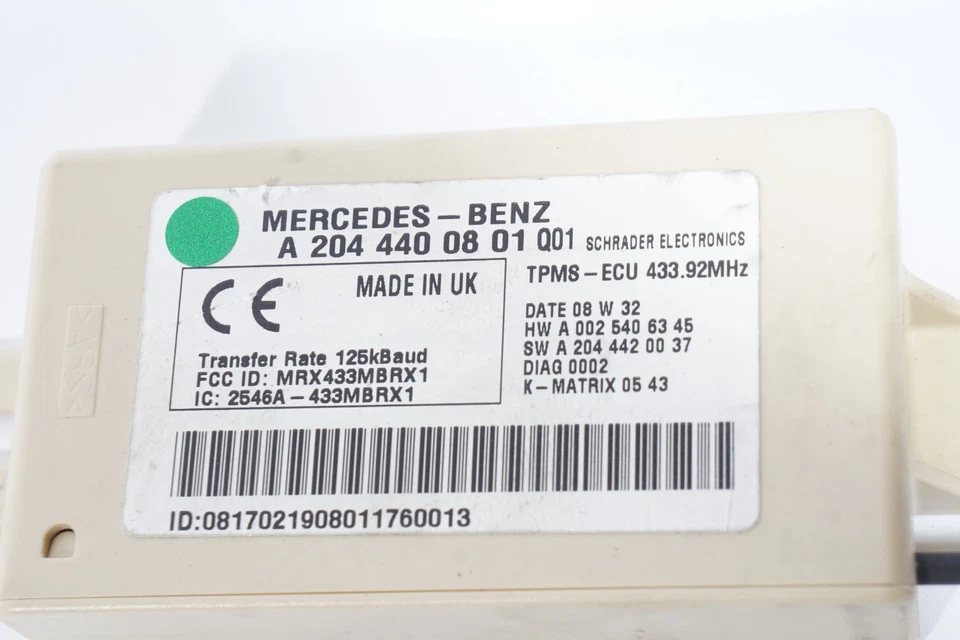 MERCEDES-BENZ
A 204 440 08 01 Q01 SCHRADER ELECTRONICS
CE MADE IN UK
Transfer Rate 125kBaud
FCC ID: MRX433MBRX1
IC: 2546A-433MBRX1
TPMS-ECU 433.92MHz
DATE 08 W 32
HW A 002 540 63 45
SW A 204 442 00 37
DIAG 0002
K-MATRIX 05 43
ID:0817021908011760013
>ABS<